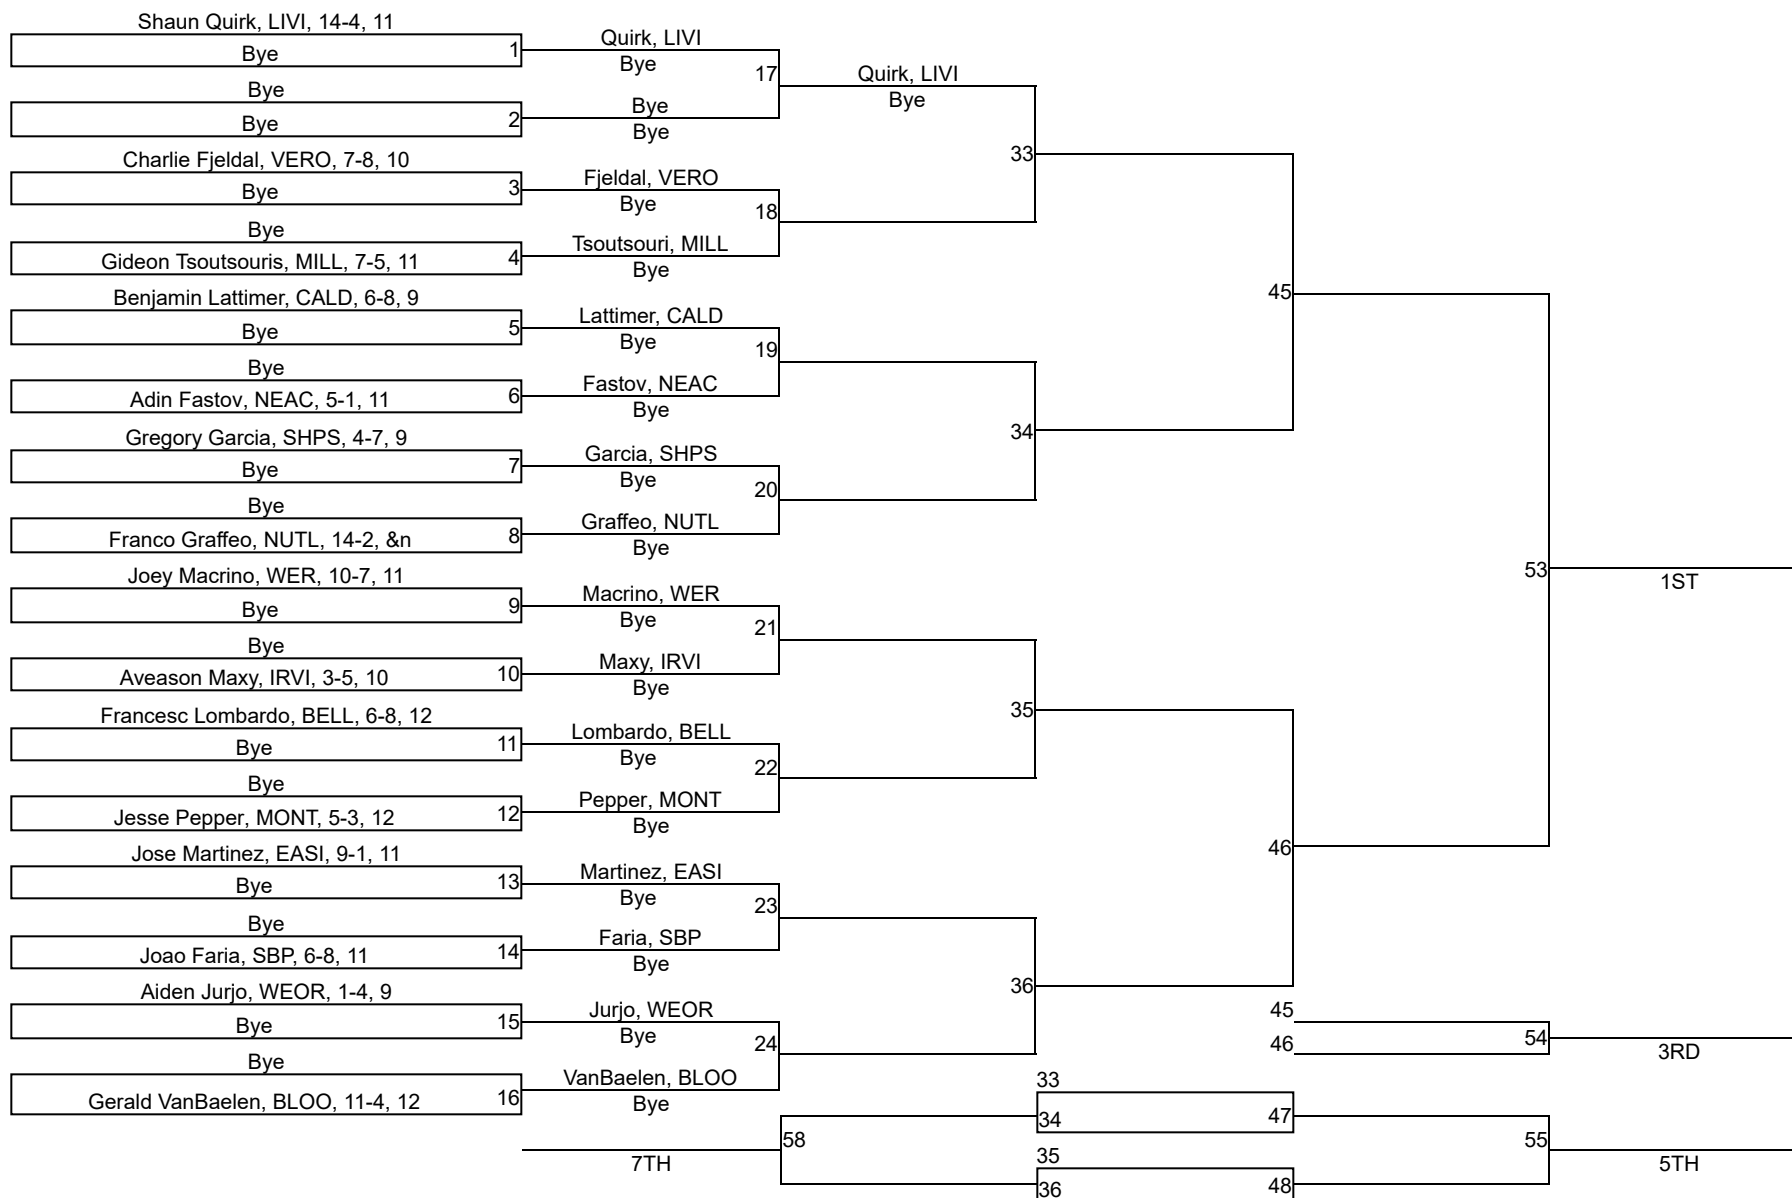 Shaun Quirk, LIVI, 14-4, 11
Bye
1
Bye
Bye
2
Charlie Fjeldal, VERO, 7-8, 10
Bye
3
Bye
Gideon Tsoutsouris, MILL, 7-5, 11
4
Benjamin Lattimer, CALD, 6-8, 9
Bye
5
Bye
Adin Fastov, NEAC, 5-1, 11
6
Gregory Garcia, SHPS, 4-7, 9
Bye
7
Bye
Franco Graffeo, NUTL, 14-2, &n
8
Joey Macrino, WER, 10-7, 11
Bye
9
Bye
Aveason Maxy, IRVI, 3-5, 10
10
Francesc Lombardo, BELL, 6-8, 12
Bye
11
Bye
Jesse Pepper, MONT, 5-3, 12
12
Jose Martinez, EASI, 9-1, 11
Bye
13
Bye
Joao Faria, SBP, 6-8, 11
14
Aiden Jurjo, WEOR, 1-4, 9
Bye
15
Bye
Gerald VanBaelen, BLOO, 11-4, 12
16
Quirk, LIVI
Bye
17
Bye
Bye
Fjeldal, VERO
Bye
18
Tsoutsouri, MILL
Bye
Lattimer, CALD
Bye
19
Fastov, NEAC
Bye
Garcia, SHPS
Bye
20
Graffeo, NUTL
Bye
Macrino, WER
Bye
21
Maxy, IRVI
Bye
Lombardo, BELL
Bye
22
Pepper, MONT
Bye
Martinez, EASI
Bye
23
Faria, SBP
Bye
Jurjo, WEOR
Bye
24
VanBaelen, BLOO
Bye
Quirk, LIVI
Bye
33
34
35
36
45
46
53
1ST
45
46
54
3RD
33
34
47
35
36
48
55
5TH
58
7TH